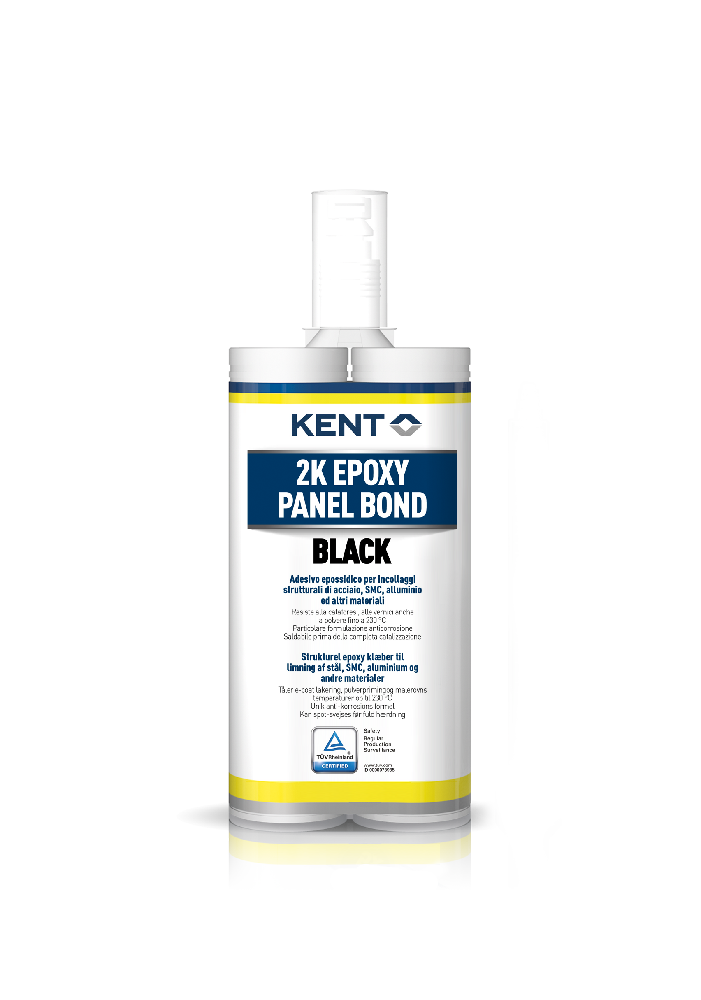 KENT
2K EPOXY
PANEL BOND
BLACK
Adesivo epossidico per incollaggi
strutturali di acciaio, SMC, alluminio
ed altri materiali
Resiste alla cataforesi, alle vernici anche
a polvere fino a 230 °C
Particolare formulazione anticorrosione
Saldabile prima della completa catalizzazione
Strukturel epoxy klæber til
limning af stål, SMC, aluminium og
andre materialer
Tåler e-coat lakering, pulverprimingog malerovns
temperaturer op til 230 °C
Unik anti-korrosions formel
Kan spot-svejses før fuld hærdning
TÜVRheinland®
CERTIFIED
Safety
Regular
Production
Surveillance
www.tuv.com
ID 0000073935